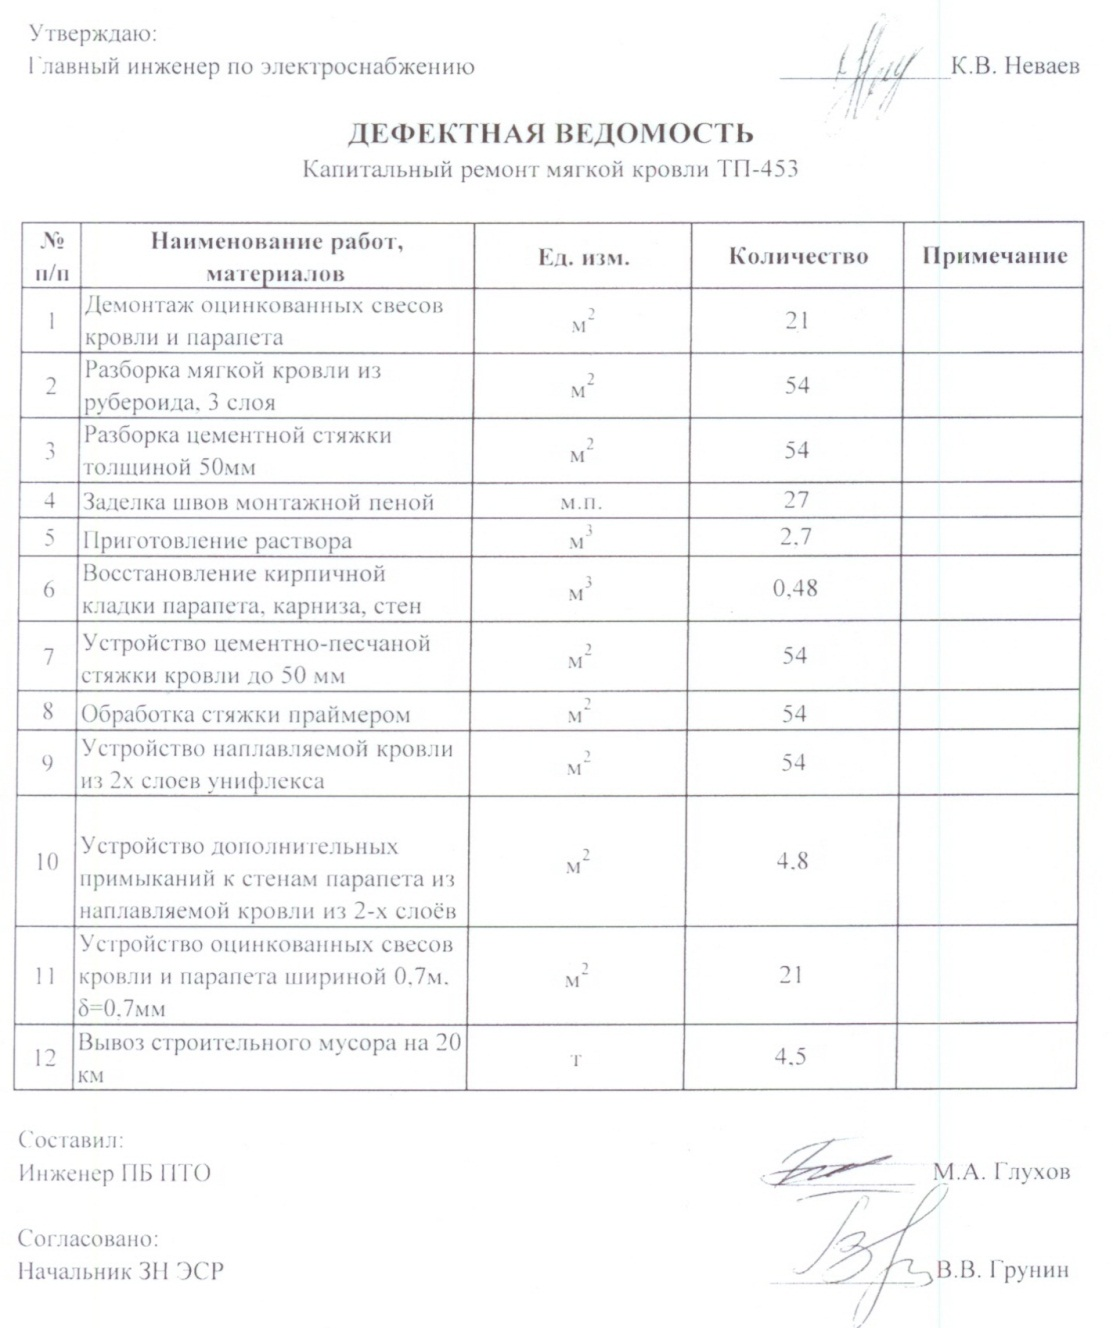 Утверждаю:
Главный инженер по электроснабжению
К.В. Неваев
ДЕФЕКТНАЯ ВЕДОМОСТЬ
Капитальный ремонт мягкой кровли ТП-453
№ п/п Наименование работ, материалов Ед. изм. Количество Примечание
1 Демонтаж оцинкованных свесов кровли и парапета м² 21
2 Разборка мягкой кровли из рубероида, 3 слоя м² 54
3 Разборка цементной стяжки толщиной 50мм м² 54
4 Заделка швов монтажной пеной м.п. 27
5 Приготовление раствора м³ 2,7
6 Восстановление кирпичной кладки парапета, карниза, стен м³ 0,48
7 Устройство цементно-песчаной стяжки кровли до 50 мм м² 54
8 Обработка стяжки праймером м² 54
9 Устройство наплавляемой кровли из 2х слоев унифлекса м² 54
10 Устройство дополнительных примыканий к стенам парапета из наплавляемой кровли из 2-х слоёв м² 4,8
11 Устройство оцинкованных свесов кровли и парапета шириной 0,7м, δ=0,7мм м² 21
12 Вывоз строительного мусора на 20 км т 4,5
Составил:
Инженер ПБ ПТО
М.А. Глухов
Согласовано:
Начальник ЗН ЭСР
В.В. Грунин